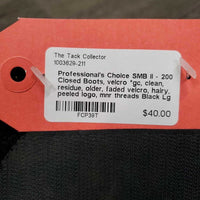 The Tack Collector
1003629-211
Professional's Choice SMB II - 200
Closed Boots, velcro *gc, clean,
residue, older, faded velcro, hairy,
peeled logo, mnr threads Black Lg
FCP39T
$40.00